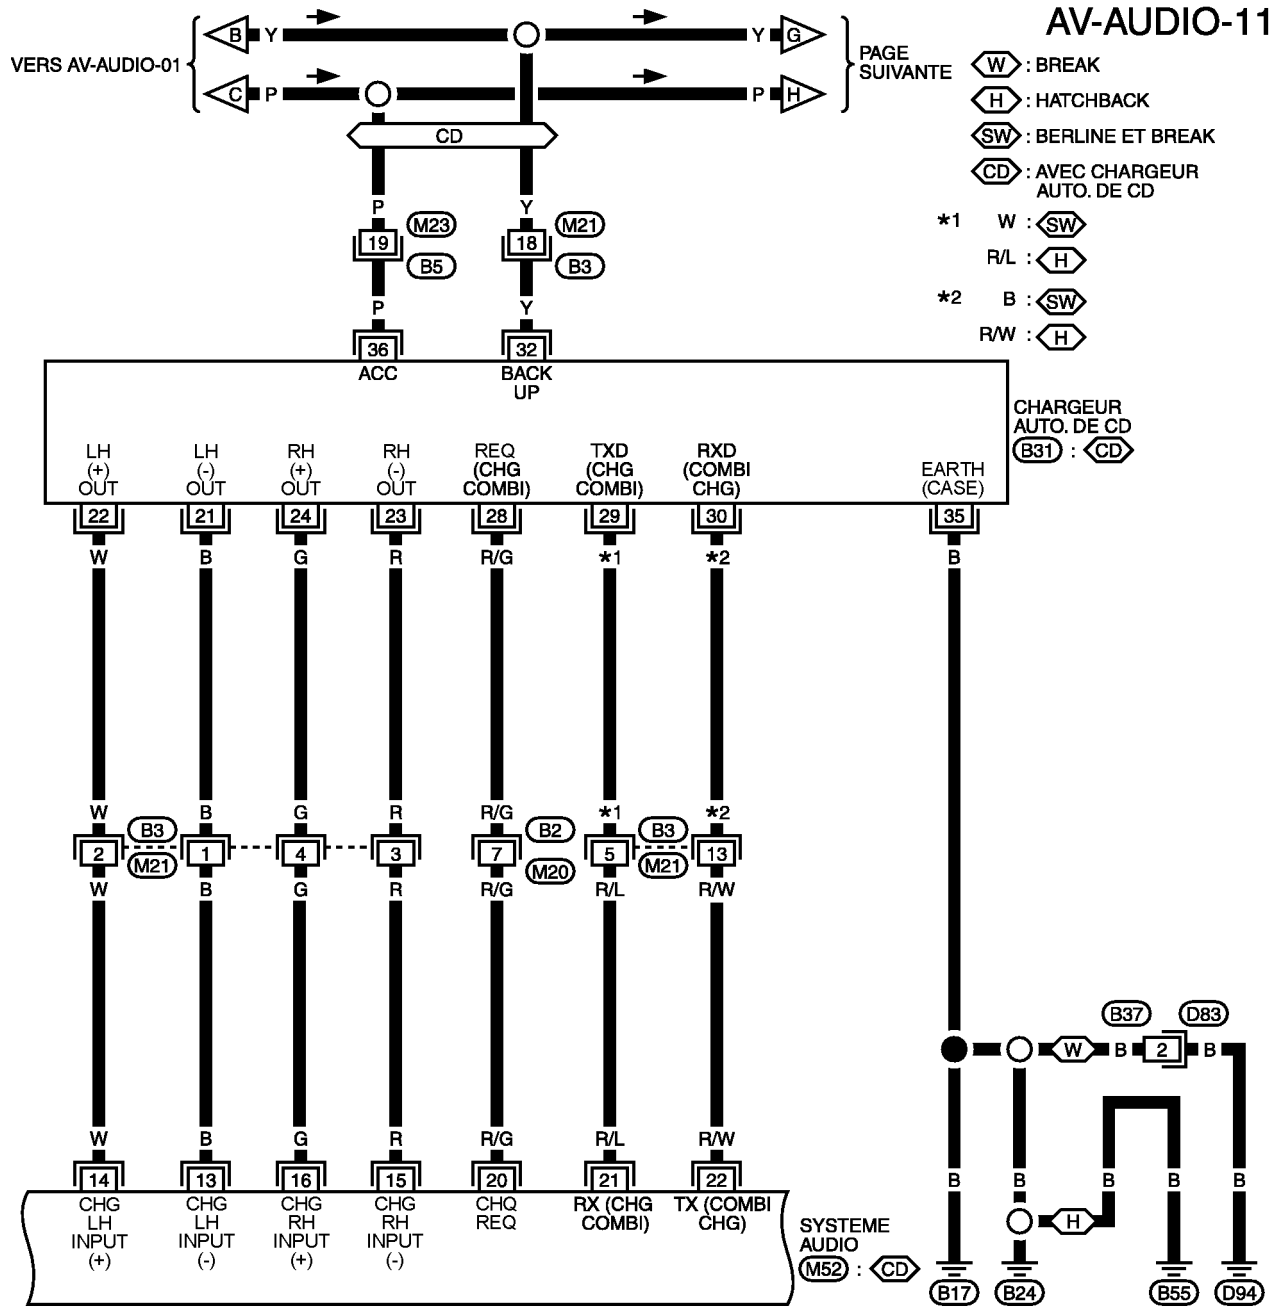 AV-AUDIO-11
VERS AV-AUDIO-01
B Y Y G
C P P H
PAGE
SUIVANTE
W : BREAK
H : HATCHBACK
SW : BERLINE ET BREAK
CD : AVEC CHARGEUR
AUTO. DE CD
*1 W : SW
R/L : H
*2 B : SW
R/W : H
CD
P Y
19 M23 18 M21
B5 B3
P Y
36 32
ACC BACK
UP
CHARGEUR
AUTO. DE CD
B31 : CD
LH
(+)
OUT
LH
(-)
OUT
RH
(+)
OUT
RH
(-)
OUT
REQ
(CHG
COMBI)
TXD
(CHG
COMBI)
RXD
(COMBI
CHG)
EARTH
(CASE)
22 21 24 23 28 29 30 35
W B G R R/G *1 *2 B
W B G R R/G *1 *2
B3 B2 B3
2 1 4 3 7 5 13
M21 M20 M21
W B G R R/G R/L R/W
B37 D83
W B 2 B
W B G R R/G R/L R/W
14 13 16 15 20 21 22
B B B B B
CHG
LH
INPUT
(+)
CHG
LH
INPUT
(-)
CHG
RH
INPUT
(+)
CHG
RH
INPUT
(-)
CHQ
REQ
RX (CHG
COMBI)
TX (COMBI
CHG)
SYSTEME
AUDIO
M52 : CD
H
B17 B24 B55 D94